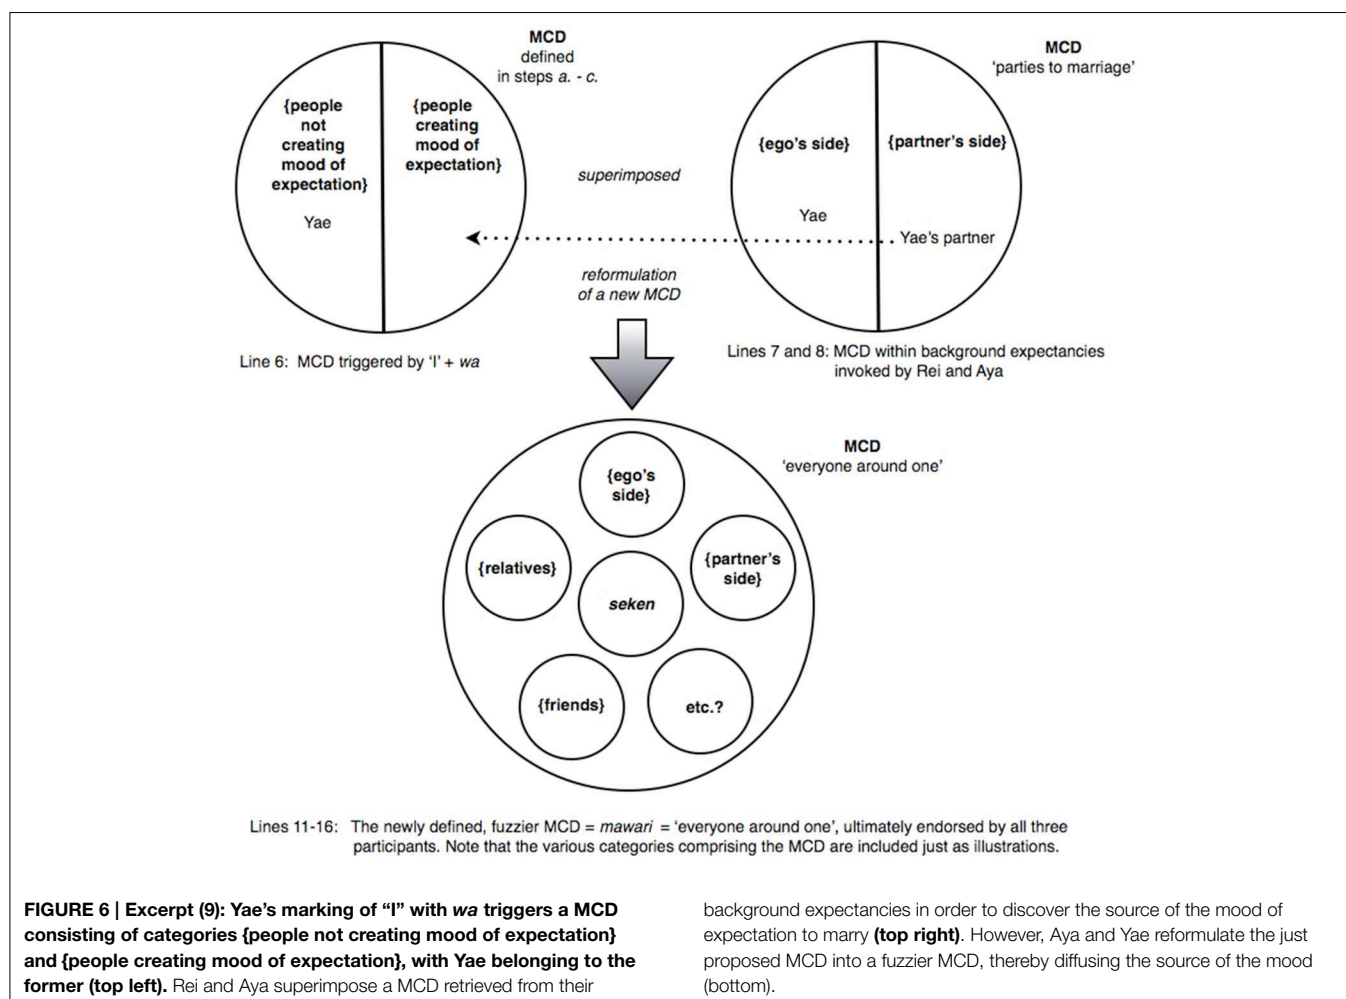 MCD
defined
in steps a. - c.
{people
not
creating
mood of
expectation}
Yae
{people
creating
mood of
expectation}
superimposed
reformulation
of a new MCD
MCD
'parties to marriage'
{ego's side}
Yae
{partner's side}
Yae's partner
Line 6: MCD triggered by 'I' + wa
Lines 7 and 8: MCD within background expectancies
invoked by Rei and Aya
MCD
'everyone around one'
{ego's
side}
{relatives}
{partner's
side}
seken
{friends}
etc.?
Lines 11-16: The newly defined, fuzzier MCD = mawari = 'everyone around one', ultimately endorsed by all three
participants. Note that the various categories comprising the MCD are included just as illustrations.
FIGURE 6 | Excerpt (9): Yae's marking of “I” with wa triggers a MCD
consisting of categories {people not creating mood of expectation}
and {people creating mood of expectation}, with Yae belonging to the
former (top left). Rei and Aya superimpose a MCD retrieved from their
background expectancies in order to discover the source of the mood of
expectation to marry (top right). However, Aya and Yae reformulate the just
proposed MCD into a fuzzier MCD, thereby diffusing the source of the mood
(bottom).